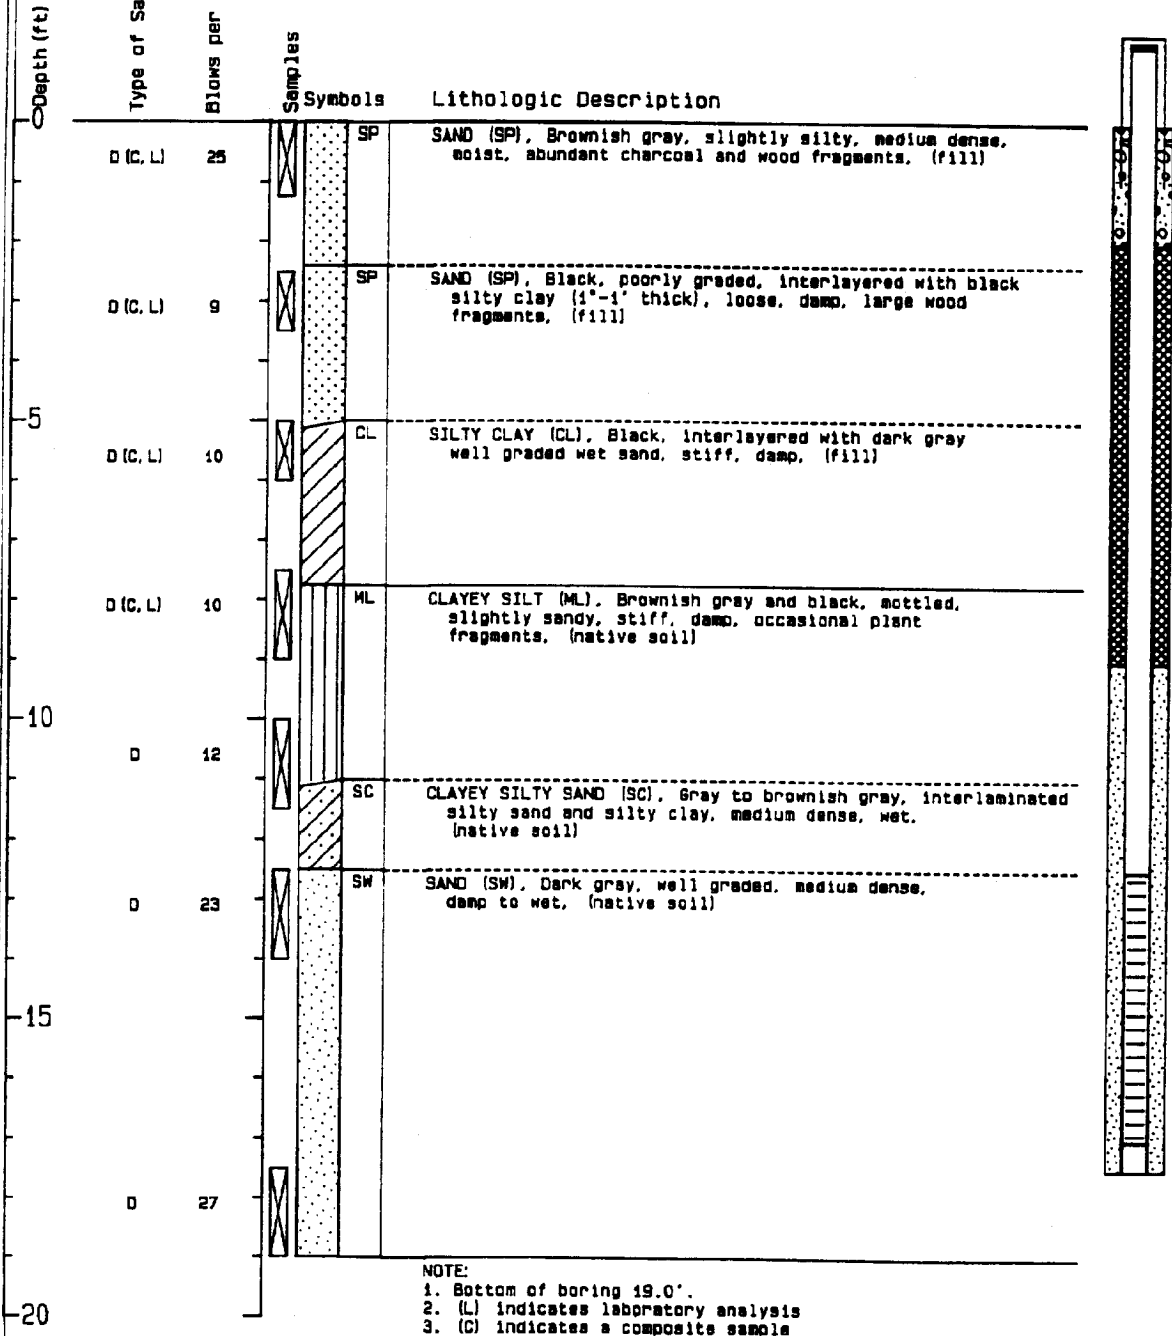 Depth (ft)
Type of Sa
Blows per
Samples
Symbols
Lithologic Description
0
SP
SAND (SP), Brownish gray, slightly silty, medium dense,
moist, abundant charcoal and wood fragments, (fill)
D (C, L)
25
SP
SAND (SP), Black, poorly graded, interlayered with black
silty clay (1"-1' thick), loose, damp, large wood
fragments, (fill)
D (C, L)
9
5
CL
SILTY CLAY (CL), Black, interlayered with dark gray
well graded wet sand, stiff, damp, (fill)
D (C, L)
10
ML
CLAYEY SILT (ML), Brownish gray and black, mottled,
slightly sandy, stiff, damp, occasional plant
fragments, (native soil)
D (C, L)
10
10
D
12
SC
CLAYEY SILTY SAND (SC), Gray to brownish gray, interlaminated
silty sand and silty clay, medium dense, wet.
(native soil)
SW
SAND (SW), Dark gray, well graded, medium dense,
damp to wet, (native soil)
D
23
15
D
27
NOTE:
1. Bottom of boring 19.0'.
2. (L) indicates laboratory analysis
3. (C) indicates a composite sample
20